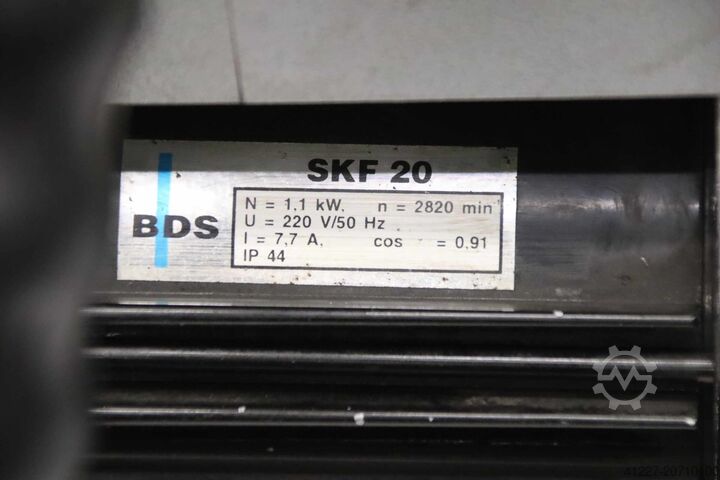 SKF 20
BDS
N = 1,1 kW, n = 2820 min
U = 220 V/50 Hz
I = 7,7 A, cos = 0,91
IP 44